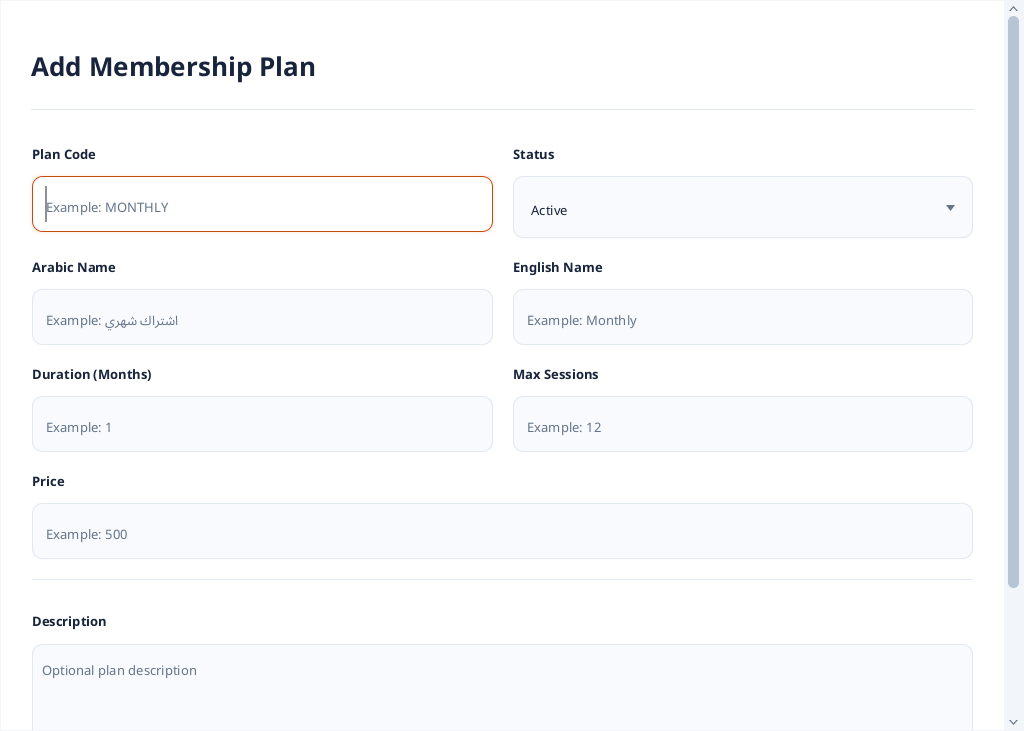 Add Membership Plan
Plan Code
Status
Example: MONTHLY
Active
Arabic Name
English Name
Example: اشتراك شهري
Example: Monthly
Duration (Months)
Max Sessions
Example: 1
Example: 12
Price
Example: 500
Description
Optional plan description